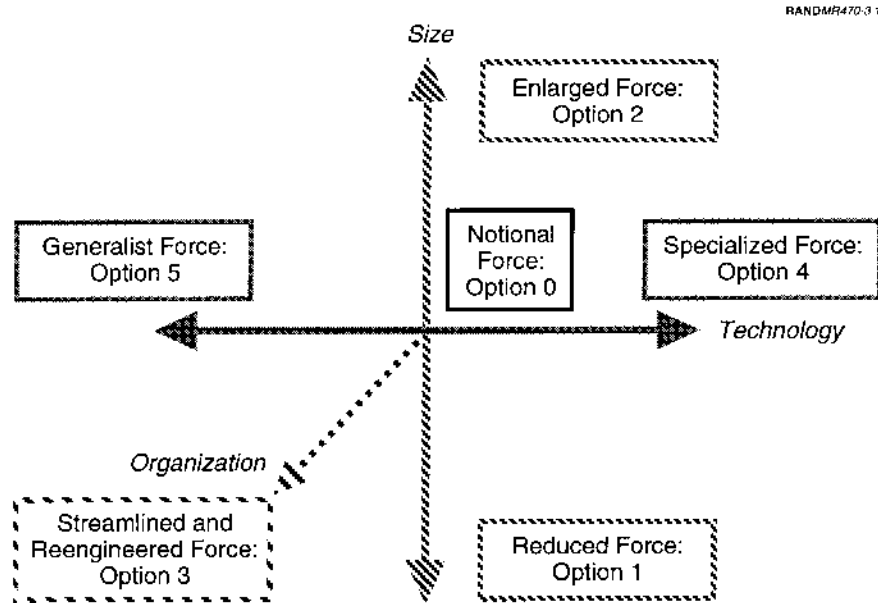 RANDMR470-3.1
Size
Enlarged Force:
Option 2
Generalist Force:
Option 5
Notional
Force:
Option 0
Specialized Force:
Option 4
Technology
Organization
Streamlined and
Reengineered Force:
Option 3
Reduced Force:
Option 1